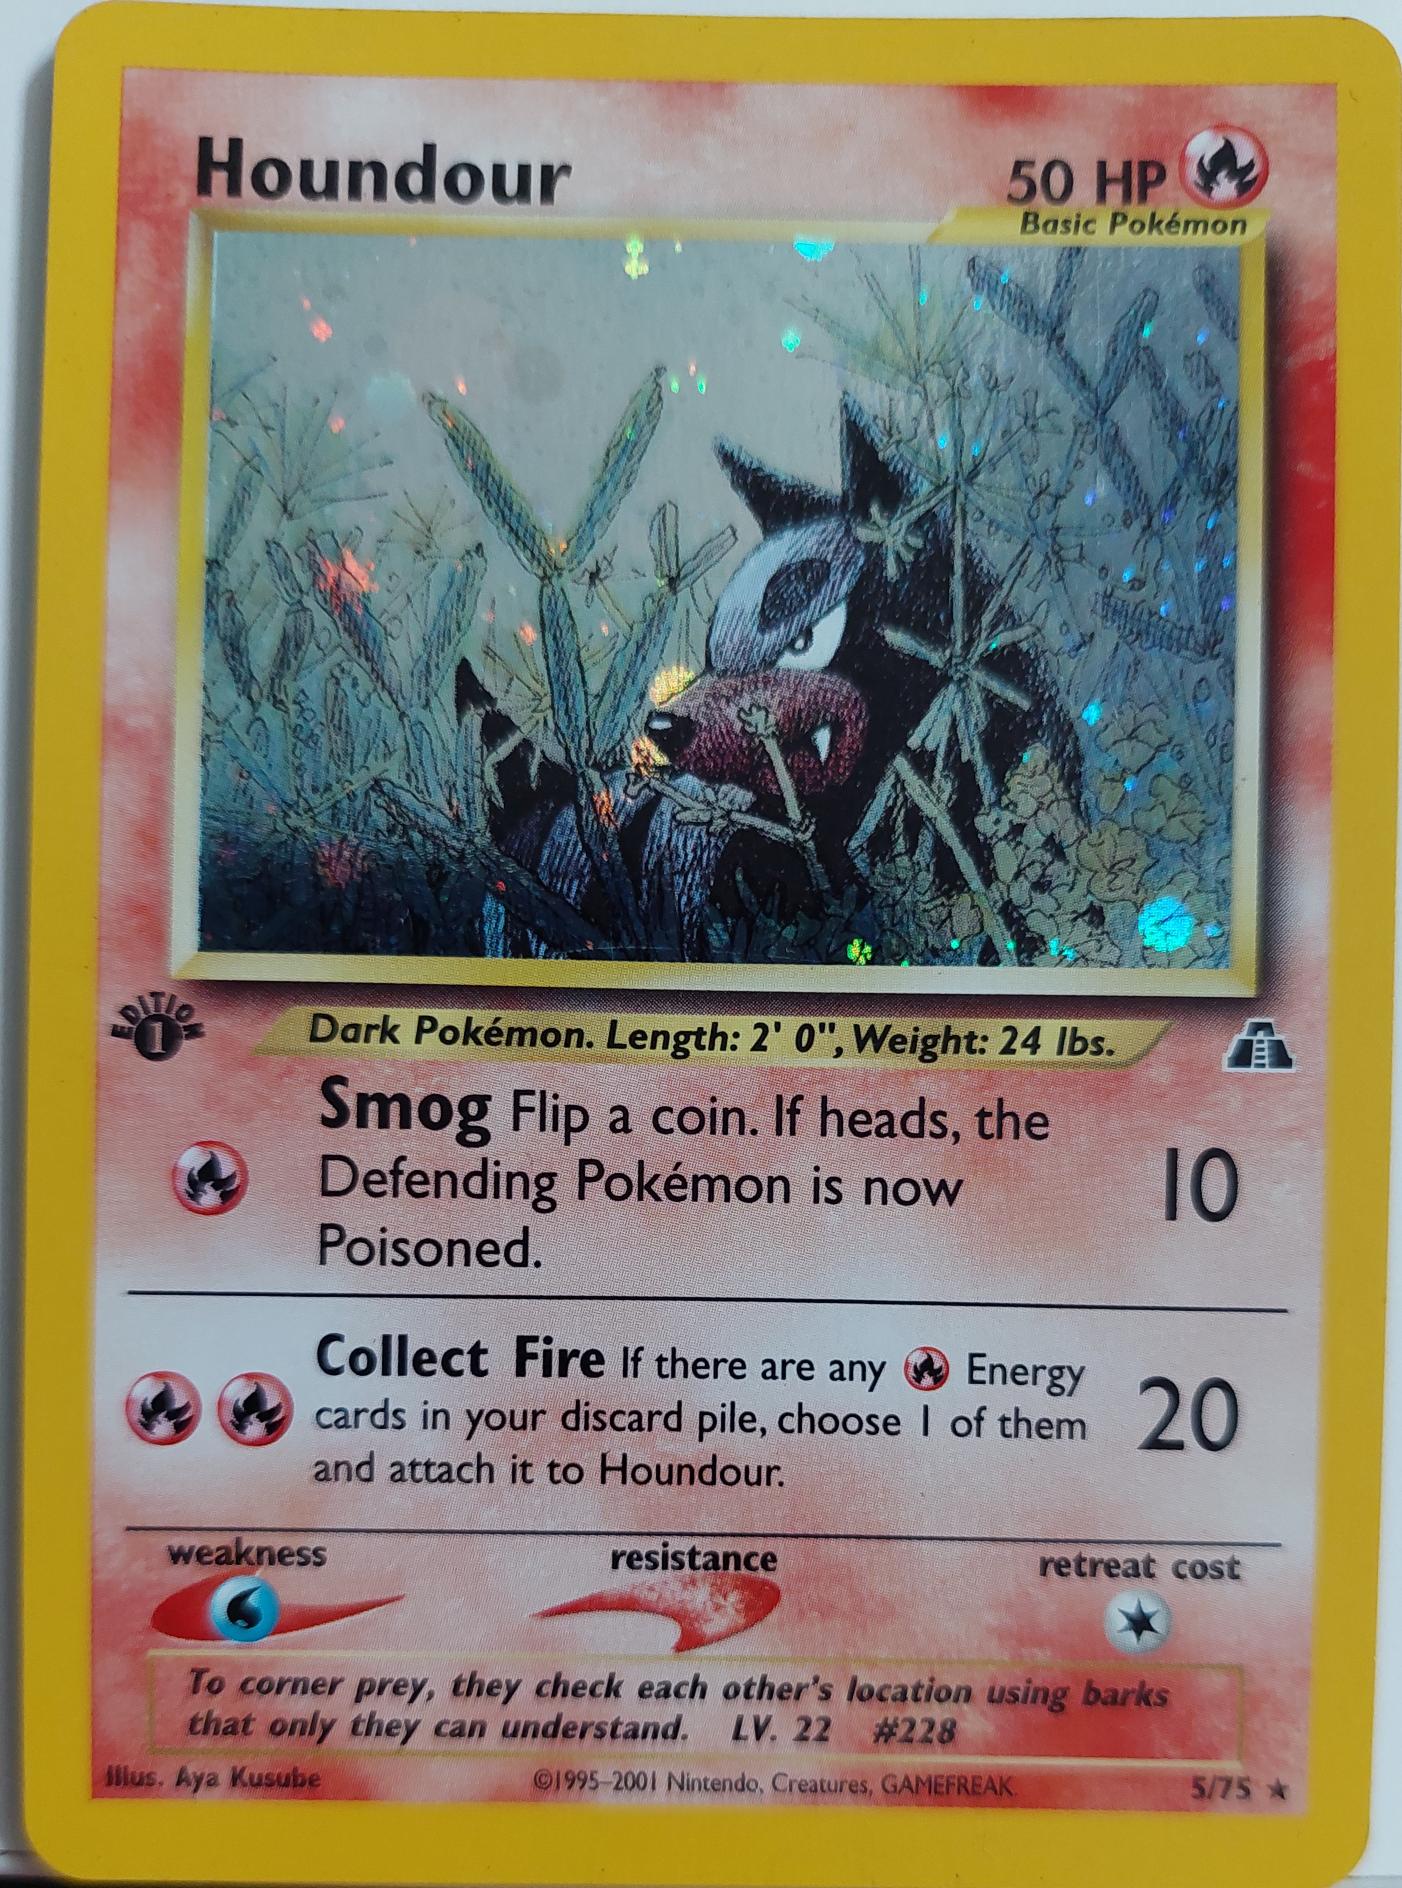 Houndour
50 HP
Basic Pokémon
EDITION
1
Dark Pokémon. Length: 2' 0", Weight: 24 lbs.
Smog Flip a coin. If heads, the
Defending Pokémon is now
Poisoned.
10
Collect Fire If there are any Energy
cards in your discard pile, choose 1 of them
and attach it to Houndour.
20
weakness
resistance
retreat cost
To corner prey, they check each other's location using barks
that only they can understand. LV. 22 #228
Illus. Aya Kusube
©1995–2001 Nintendo, Creatures, GAMEFREAK.
5/75 ★